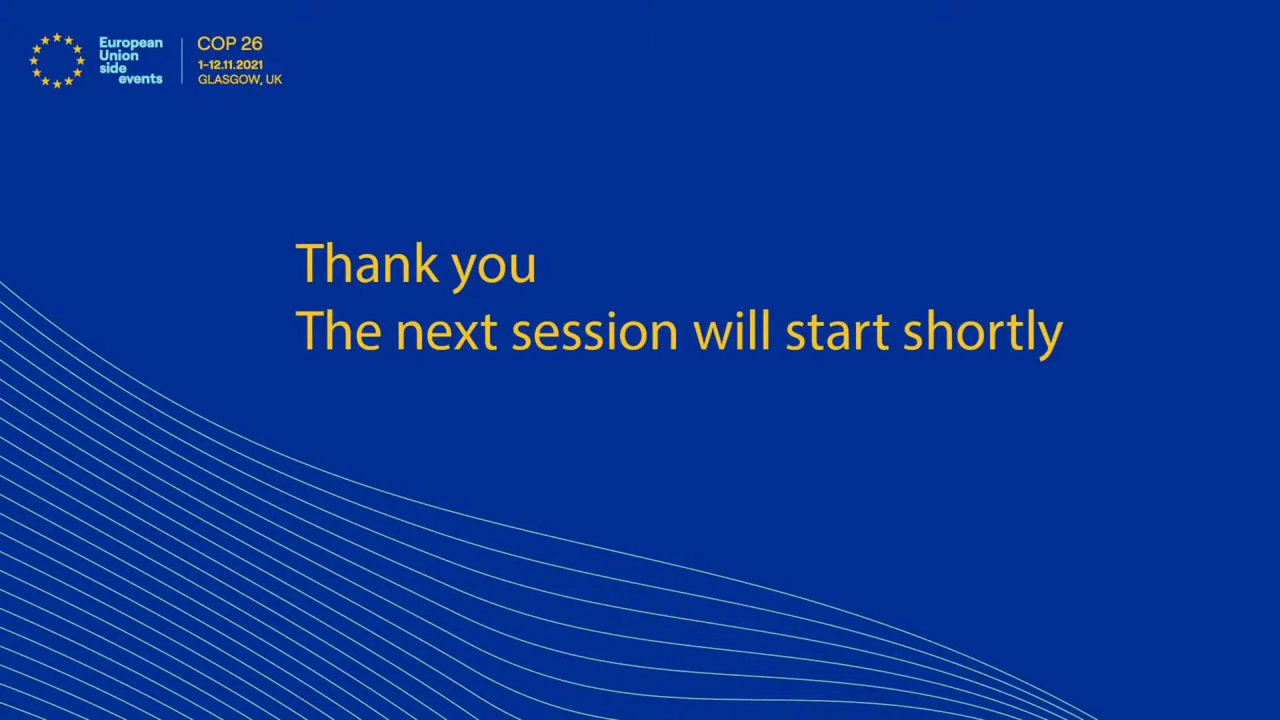 European
Union
side
events
COP 26
1-12.11.2021
GLASGOW, UK
Thank you
The next session will start shortly